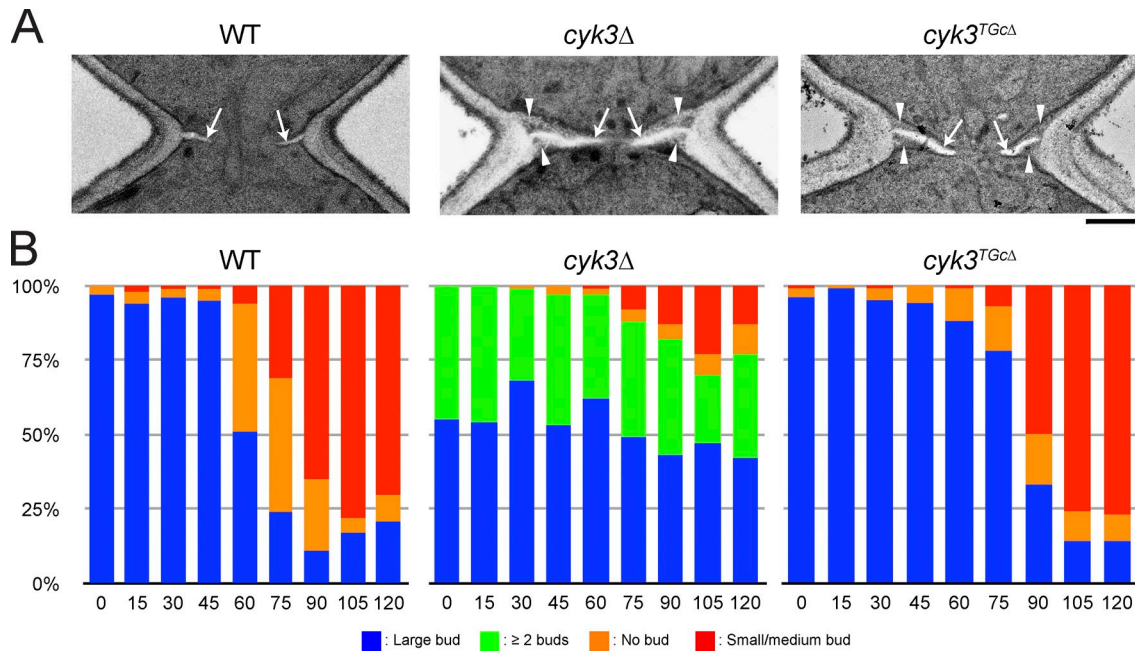 A
WT cyk3Δ cyk3TGcΔ
B
WT cyk3Δ cyk3TGcΔ
100%
75%
50%
25%
0%
0 15 30 45 60 75 90 105 120 0 15 30 45 60 75 90 105 120 0 15 30 45 60 75 90 105 120
: Large bud : ≥ 2 buds : No bud : Small/medium bud